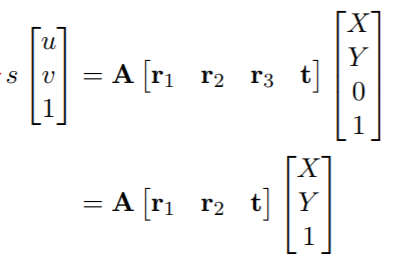 s [u v 1] = A [r₁ r₂ r₃ t] [X Y 0 1]
= A [r₁ r₂ t] [X Y 1]